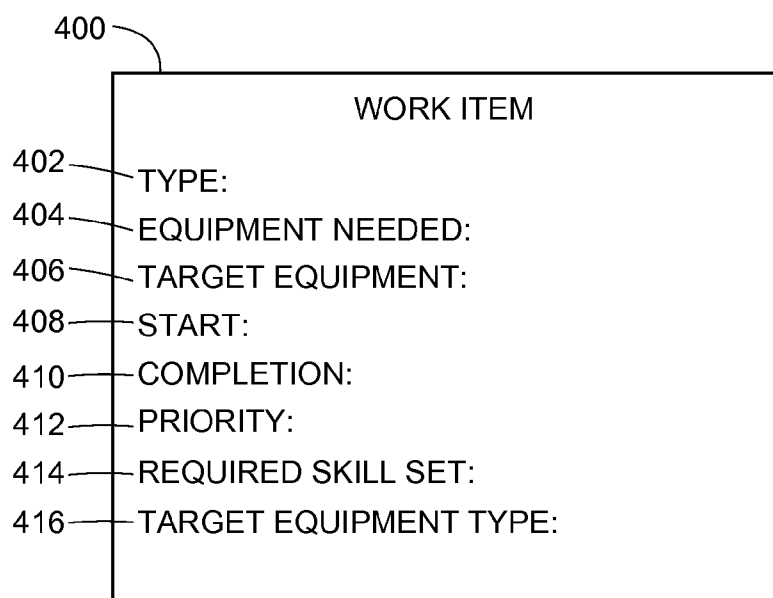 400
WORK ITEM
402 TYPE:
404 EQUIPMENT NEEDED:
406 TARGET EQUIPMENT:
408 START:
410 COMPLETION:
412 PRIORITY:
414 REQUIRED SKILL SET:
416 TARGET EQUIPMENT TYPE: